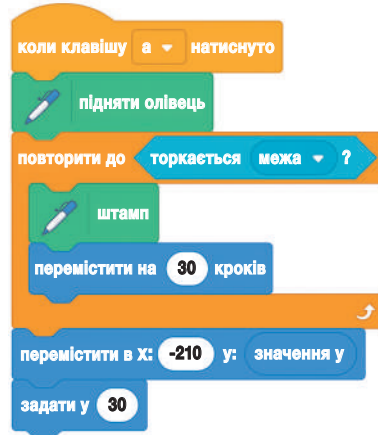 коли клавішу a натиснуто
підняти олівець
повторити до торкається межа ?
штамп
перемістити на 30 кроків
перемістити в x: -210 y: значення y
задати y 30